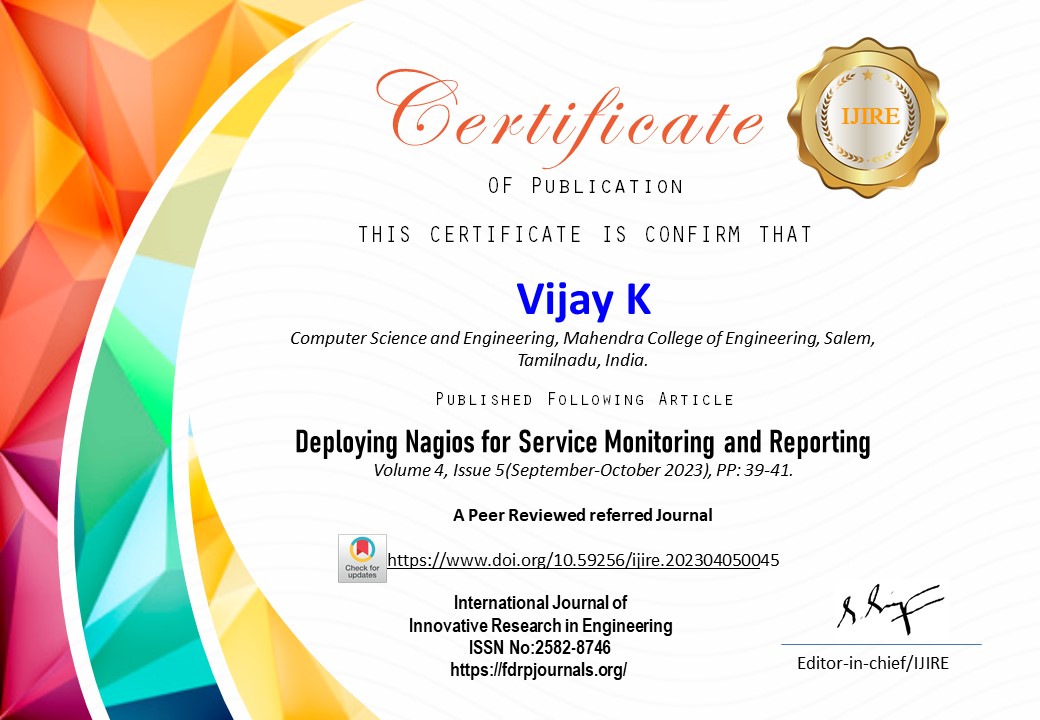 Certificate
IJIRE
OF PUBLICATION
THIS CERTIFICATE IS CONFIRM THAT
Vijay K
Computer Science and Engineering, Mahendra College of Engineering, Salem,
Tamilnadu, India.
PUBLISHED FOLLOWING ARTICLE
Deploying Nagios for Service Monitoring and Reporting
Volume 4, Issue 5(September-October 2023), PP: 39-41.
A Peer Reviewed referred Journal
Check for
updates
https://www.doi.org/10.59256/ijire.20230405045
International Journal of
Innovative Research in Engineering
ISSN No:2582-8746
https://fdrpjournals.org/
Editor-in-chief/IJIRE